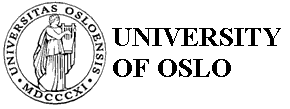 UNIVERSITAS OSLOENSIS
MDCCCXI
UNIVERSITY
OF OSLO